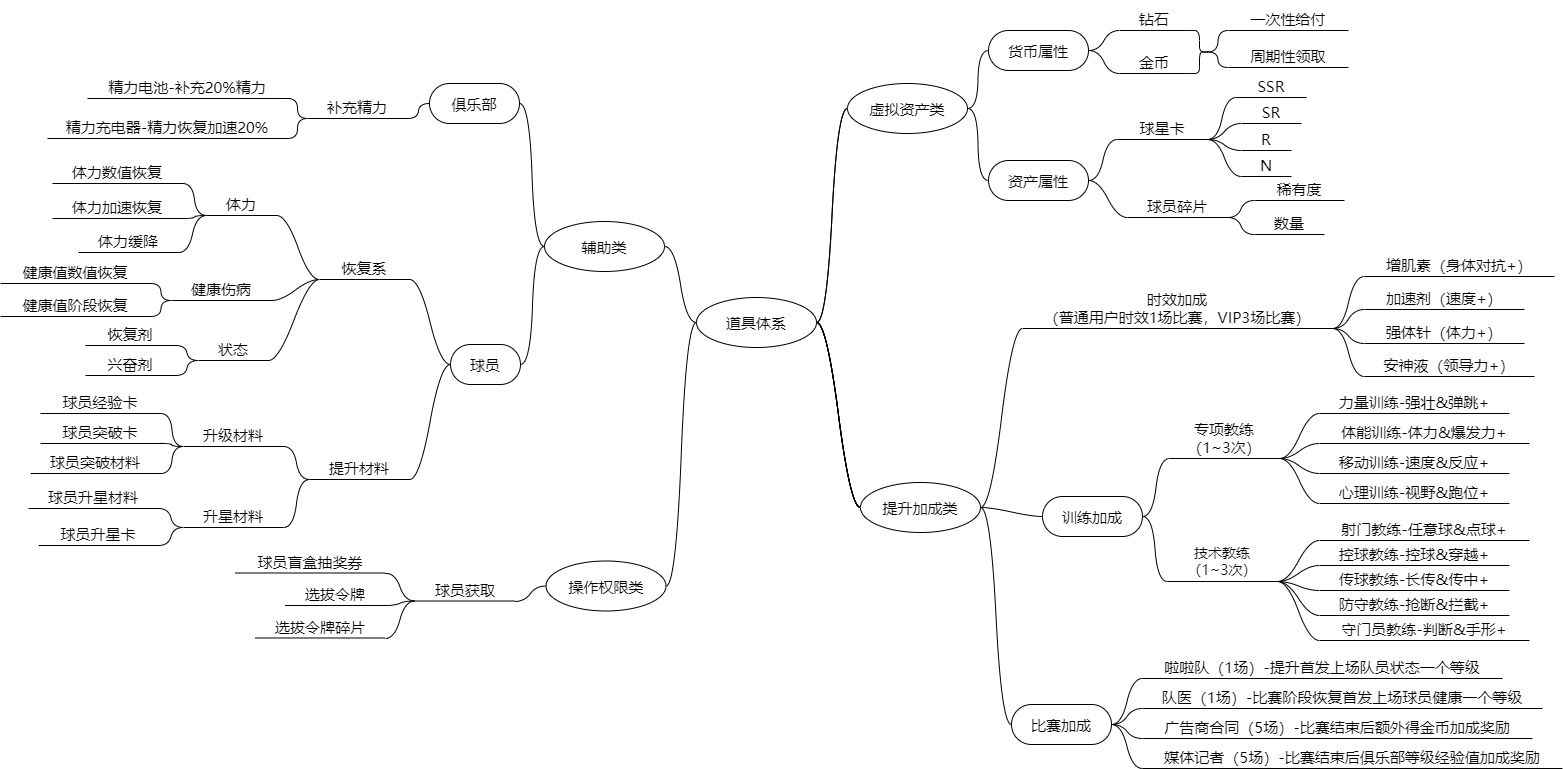 道具体系
虚拟资产类
货币属性
钻石
金币
一次性给付
周期性领取
资产属性
球星卡
SSR
SR
R
N
球员碎片
稀有度
数量
提升加成类
时效加成
(普通用户时效1场比赛，VIP3场比赛)
增肌素（身体对抗+)
加速剂（速度+)
强体针（体力+)
安神液（领导力+)
训练加成
专项教练
(1~3次)
力量训练-强壮&弹跳+
体能训练-体力&爆发力+
移动训练-速度&反应+
心理训练-视野&跑位+
技术教练
(1~3次)
射门教练-任意球&点球+
控球教练-控球&穿越+
传球教练-长传&传中+
防守教练-抢断&拦截+
守门员教练-判断&手形+
比赛加成
啦啦队（1场）-提升首发上场队员状态一个等级
队医（1场）-比赛阶段恢复首发上场球员健康一个等级
广告商合同（5场）-比赛结束后额外得金币加成奖励
媒体记者（5场）-比赛结束后俱乐部等级经验值加成奖励
辅助类
俱乐部
补充精力
精力电池-补充20%精力
精力充电器-精力恢复加速20%
球员
恢复系
体力
体力数值恢复
体力加速恢复
体力缓降
健康伤病
健康值数值恢复
健康值阶段恢复
状态
恢复剂
兴奋剂
提升材料
升级材料
球员经验卡
球员突破卡
球员突破材料
升星材料
球员升星材料
球员升星卡
操作权限类
球员获取
球员盲盒抽奖券
选拔令牌
选拔令牌碎片